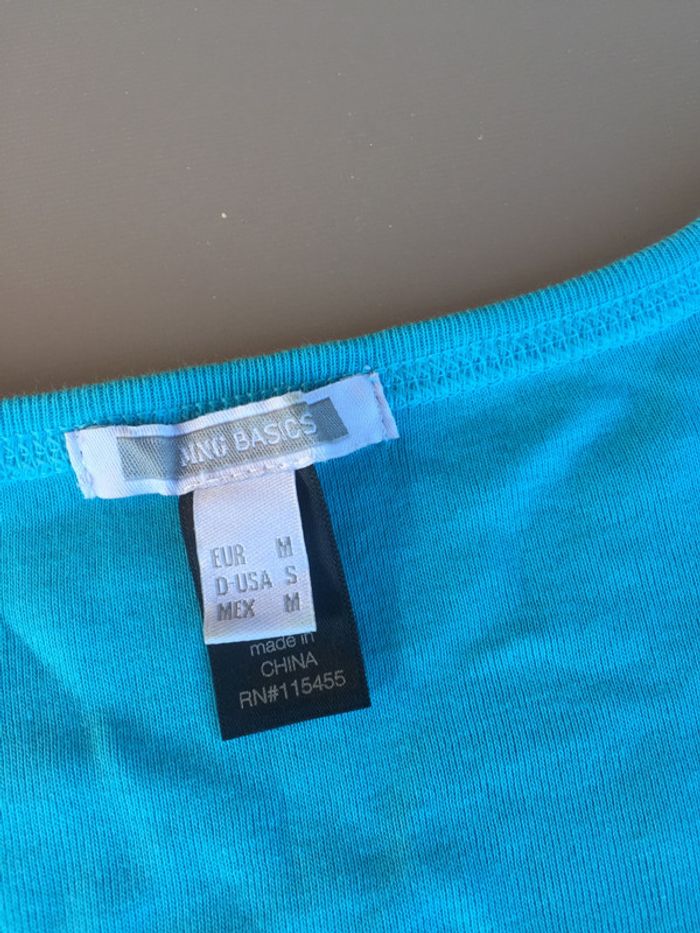 MNG BASICS
EUR M
D-USA S
MEX M
made in
CHINA
RN#115455